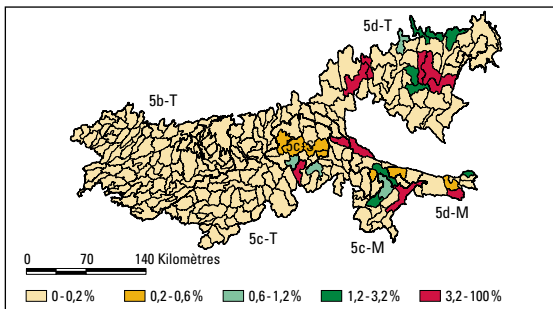 5d-T
5b-T
5d-M
5c-T
5c-M
0 70 140 Kilomètres
0-0,2% 0,2-0,6% 0,6-1,2% 1,2-3,2% 3,2-100%